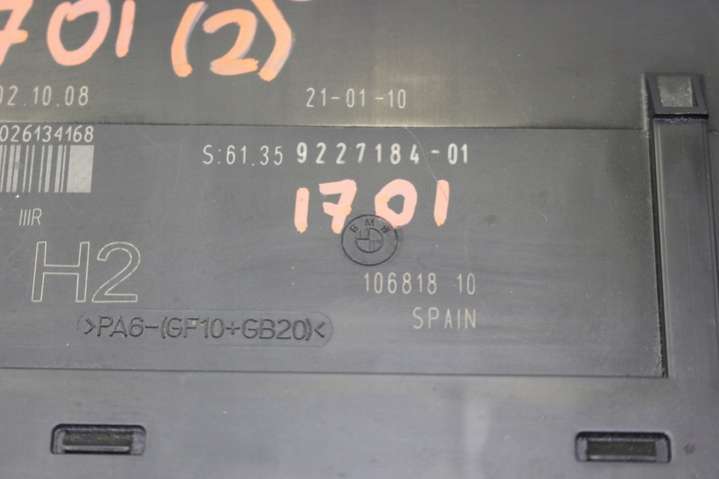 701 (2)
02.10.08 21-01-10
026134168
S:61.35 9227184-01
IIIR
1701
BMW
H2
106818 10
>PA6-(GF10+GB20)<
SPAIN